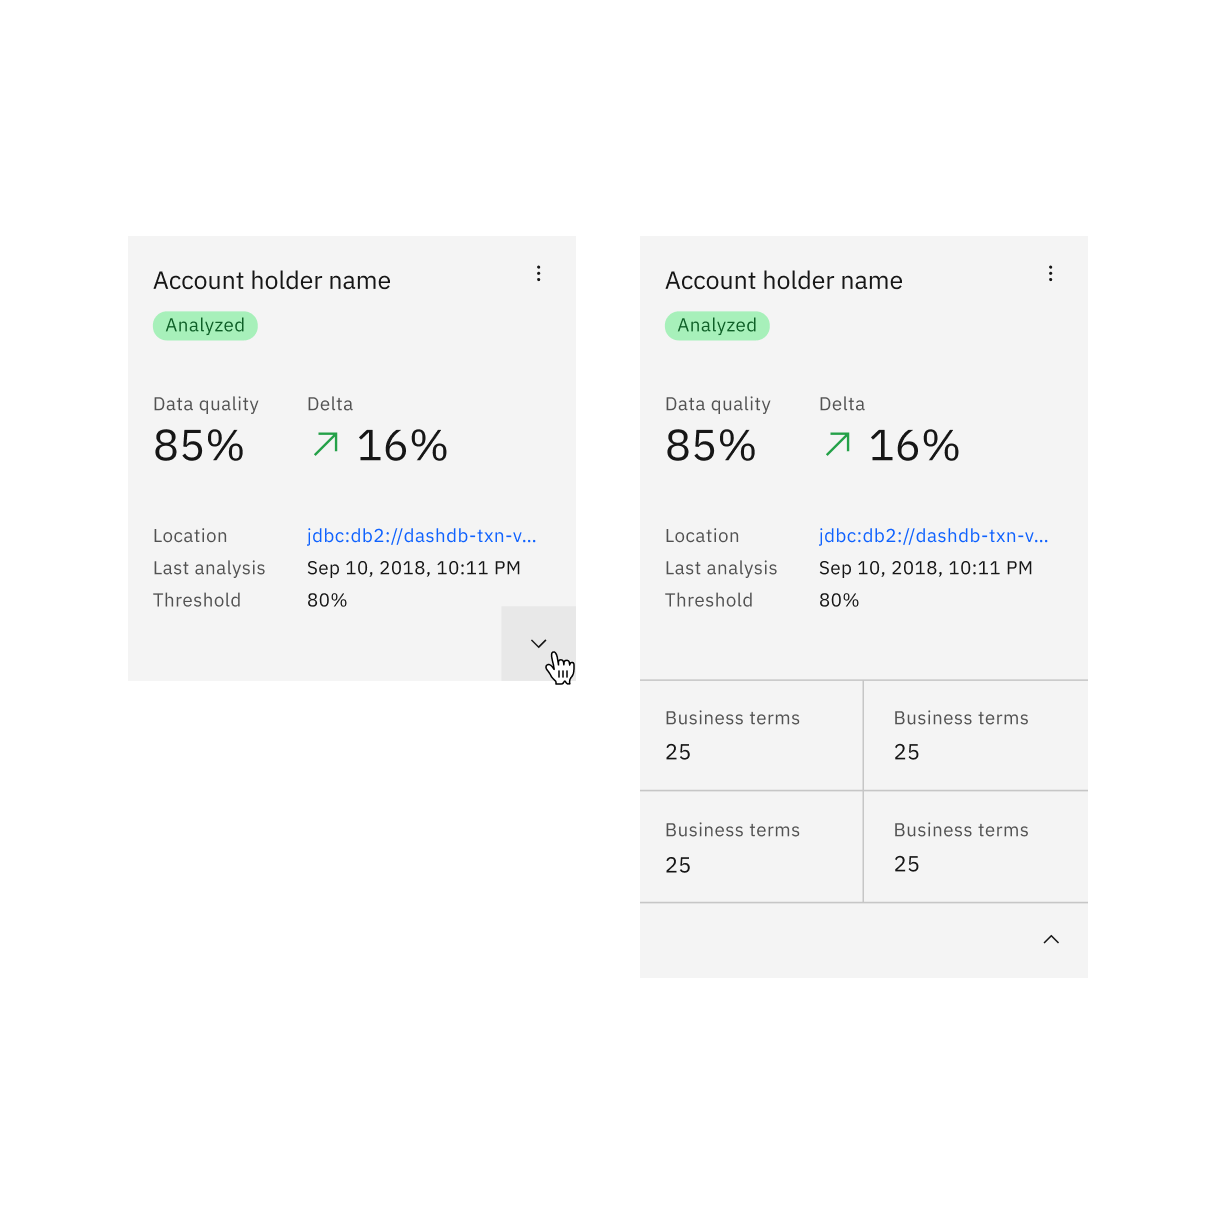 Account holder name
Analyzed
Data quality Delta
85% 16%
Location jdbc:db2://dashdb-txn-v...
Last analysis Sep 10, 2018, 10:11 PM
Threshold 80%
Account holder name
Analyzed
Data quality Delta
85% 16%
Location jdbc:db2://dashdb-txn-v...
Last analysis Sep 10, 2018, 10:11 PM
Threshold 80%
Business terms Business terms
25 25
Business terms Business terms
25 25